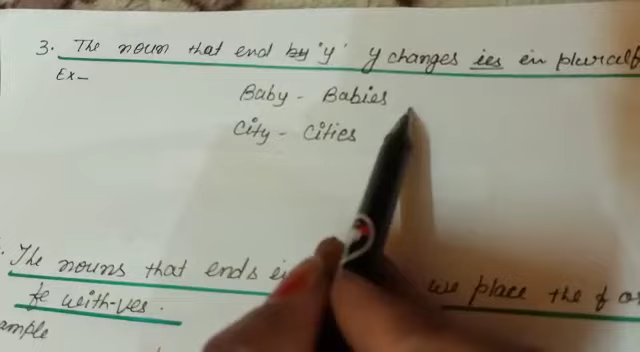 3. The noun that end by 'y' y changes ies in plural
Ex-
Baby - Babies
City - Cities
The nouns that ends we place the f or
fe with-ves.
ample